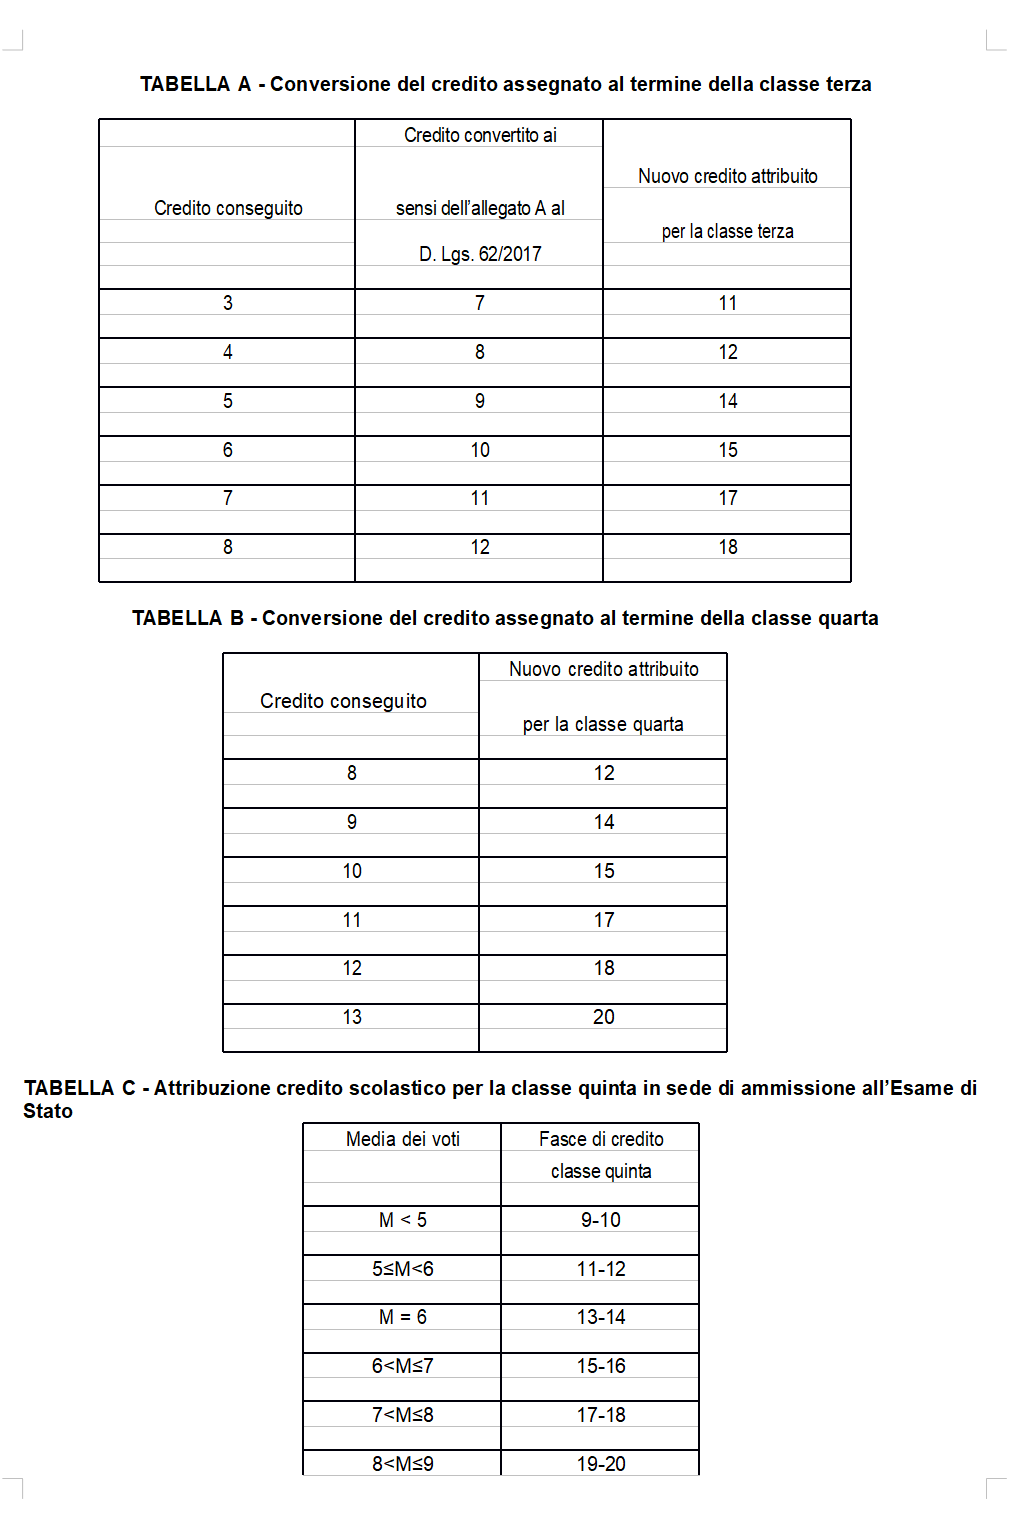 TABELLA A - Conversione del credito assegnato al termine della classe terza
Credito conseguito
Credito convertito ai
sensi dell'allegato A al
D. Lgs. 62/2017
Nuovo credito attribuito
per la classe terza
3 7 11
4 8 12
5 9 14
6 10 15
7 11 17
8 12 18
TABELLA B - Conversione del credito assegnato al termine della classe quarta
Credito conseguito
Nuovo credito attribuito
per la classe quarta
8 12
9 14
10 15
11 17
12 18
13 20
TABELLA C - Attribuzione credito scolastico per la classe quinta in sede di ammissione all'Esame di
Stato
Media dei voti
Fasce di credito
classe quinta
M < 5 9-10
5≤M<6 11-12
M = 6 13-14
6<M≤7 15-16
7<M≤8 17-18
8<M≤9 19-20